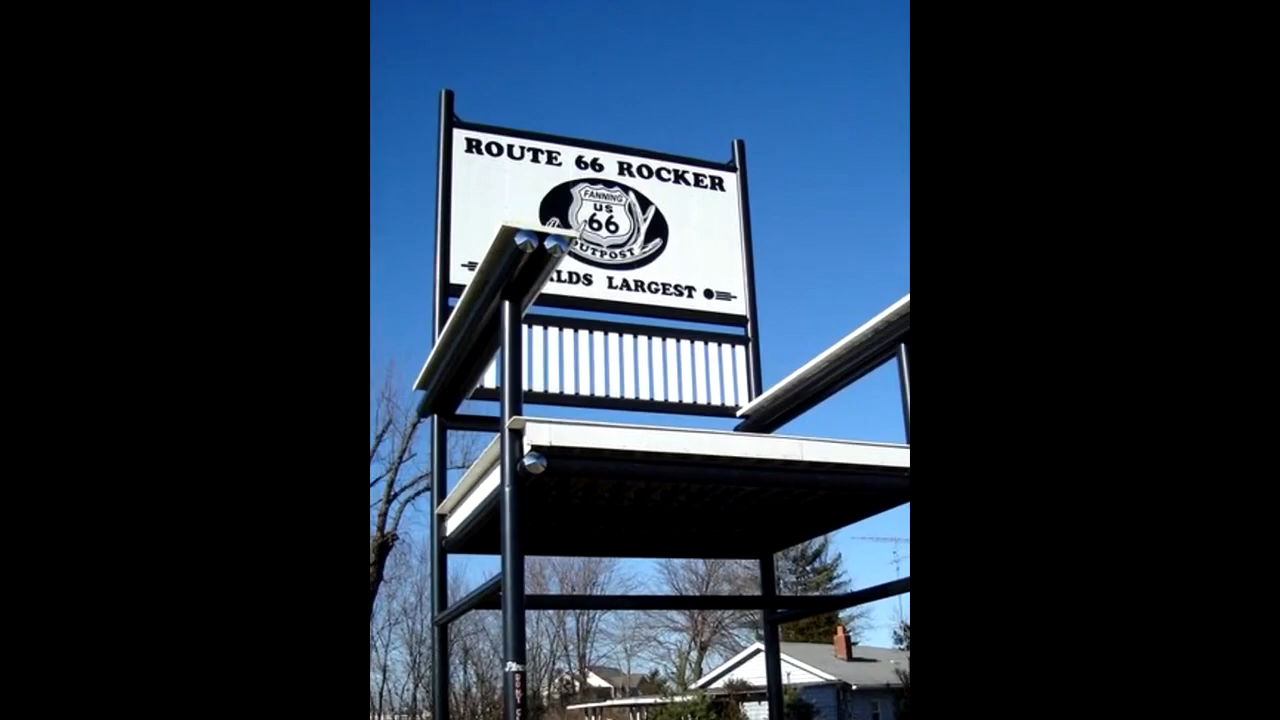 ROUTE 66 ROCKER
FANNING
US
66
OUTPOST
LARGEST